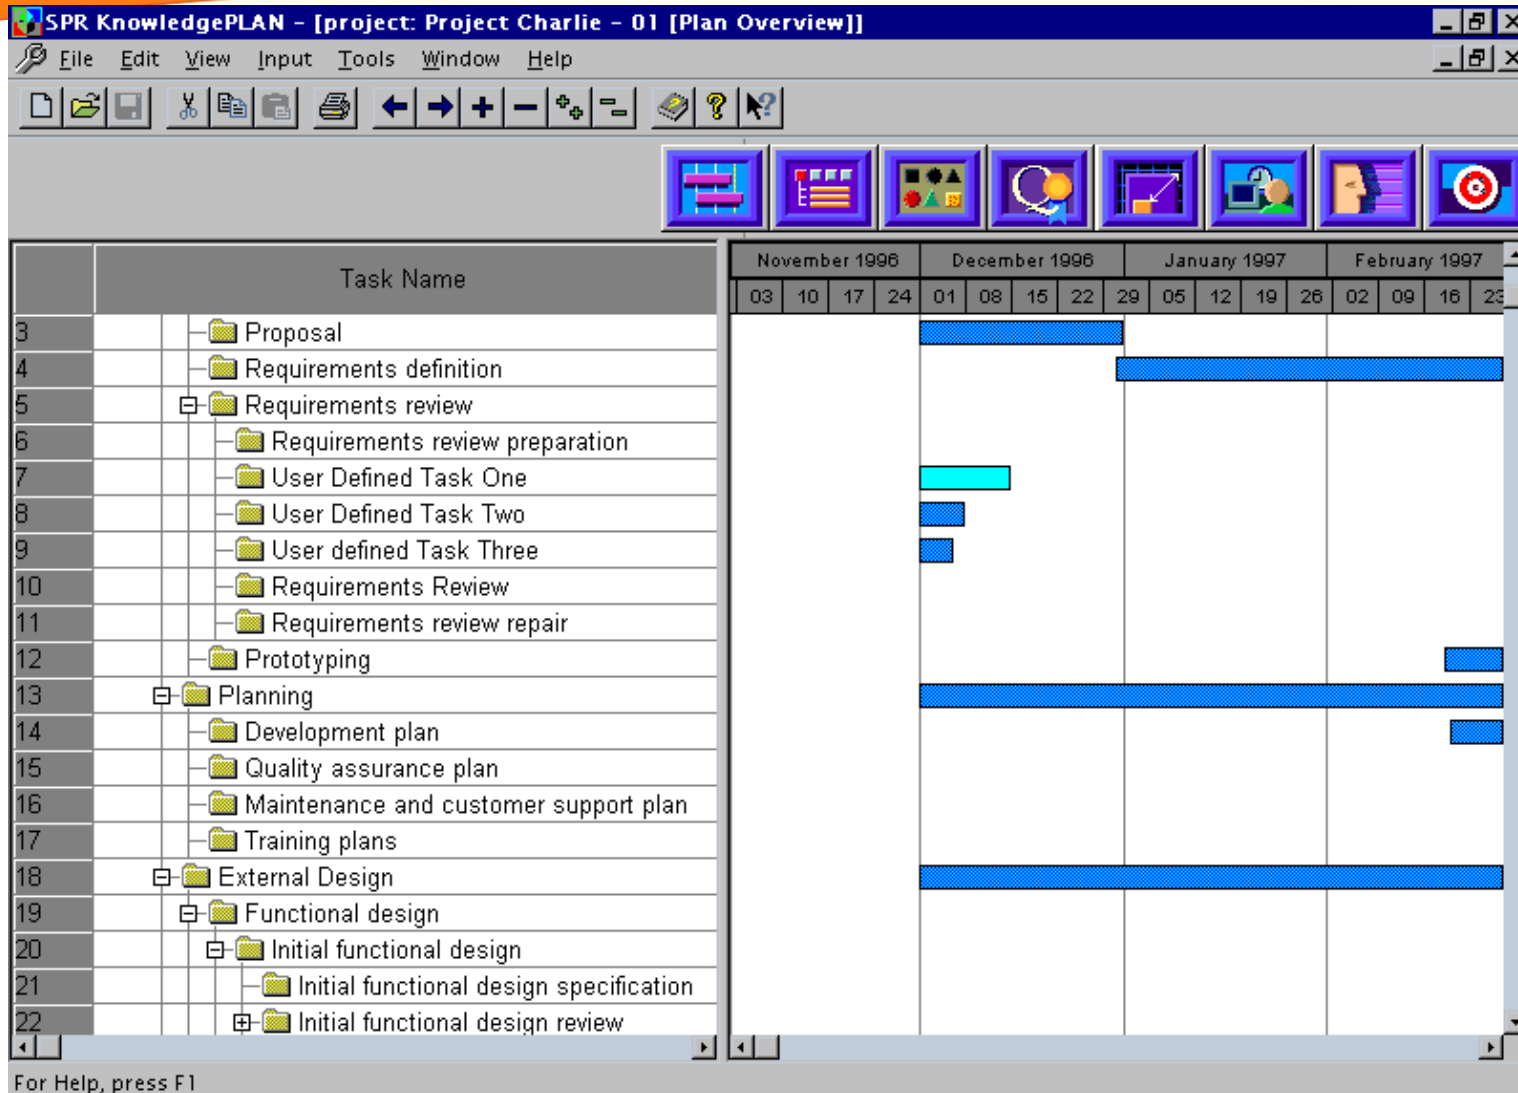 SPR KnowledgePLAN - [project: Project Charlie - 01 [Plan Overview]]
File Edit View Input Tools Window Help
Task Name
November 1996 December 1996 January 1997 February 1997
03 10 17 24 01 08 15 22 29 05 12 19 26 02 09 16 23
3 Proposal
4 Requirements definition
5 Requirements review
6 Requirements review preparation
7 User Defined Task One
8 User Defined Task Two
9 User defined Task Three
10 Requirements Review
11 Requirements review repair
12 Prototyping
13 Planning
14 Development plan
15 Quality assurance plan
16 Maintenance and customer support plan
17 Training plans
18 External Design
19 Functional design
20 Initial functional design
21 Initial functional design specification
22 Initial functional design review
For Help, press F1